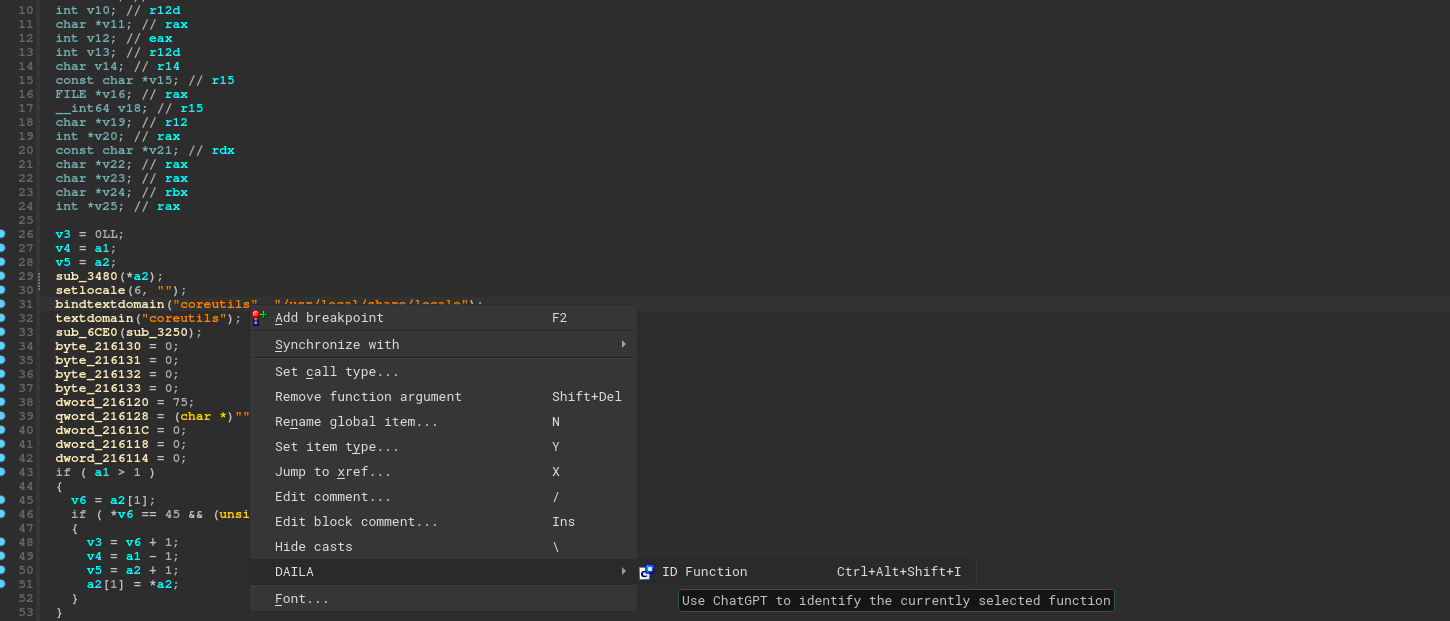 10 int v10; // r12d
11 char *v11; // rax
12 int v12; // eax
13 int v13; // r12d
14 char v14; // r14
15 const char *v15; // r15
16 FILE *v16; // rax
17 __int64 v18; // r15
18 char *v19; // r12
19 int *v20; // rax
20 const char *v21; // rdx
21 char *v22; // rax
22 char *v23; // rax
23 char *v24; // rbx
24 int *v25; // rax
25
26 v3 = 0LL;
27 v4 = a1;
28 v5 = a2;
29 sub_3480(*a2);
30 setlocale(6, "");
31 bindtextdomain("coreutils", "/usr/local/share/locale");
32 textdomain("coreutils");
33 sub_6CE0(sub_3250);
34 byte_216130 = 0;
35 byte_216131 = 0;
36 byte_216132 = 0;
37 byte_216133 = 0;
38 dword_216120 = 75;
39 qword_216128 = (char *)""
40 dword_21611C = 0;
41 dword_216118 = 0;
42 dword_216114 = 0;
43 if ( a1 > 1 )
44 {
45 v6 = a2[1];
46 if ( *v6 == 45 && (unsi
47 {
48 v3 = v6 + 1;
49 v4 = a1 - 1;
50 v5 = a2 + 1;
51 a2[1] = *a2;
52 }
53 }
Add breakpoint F2
Synchronize with
Set call type...
Remove function argument Shift+Del
Rename global item... N
Set item type... Y
Jump to xref... X
Edit comment... /
Edit block comment... Ins
Hide casts \
DAILA
Font...
ID Function Ctrl+Alt+Shift+I
Use ChatGPT to identify the currently selected function